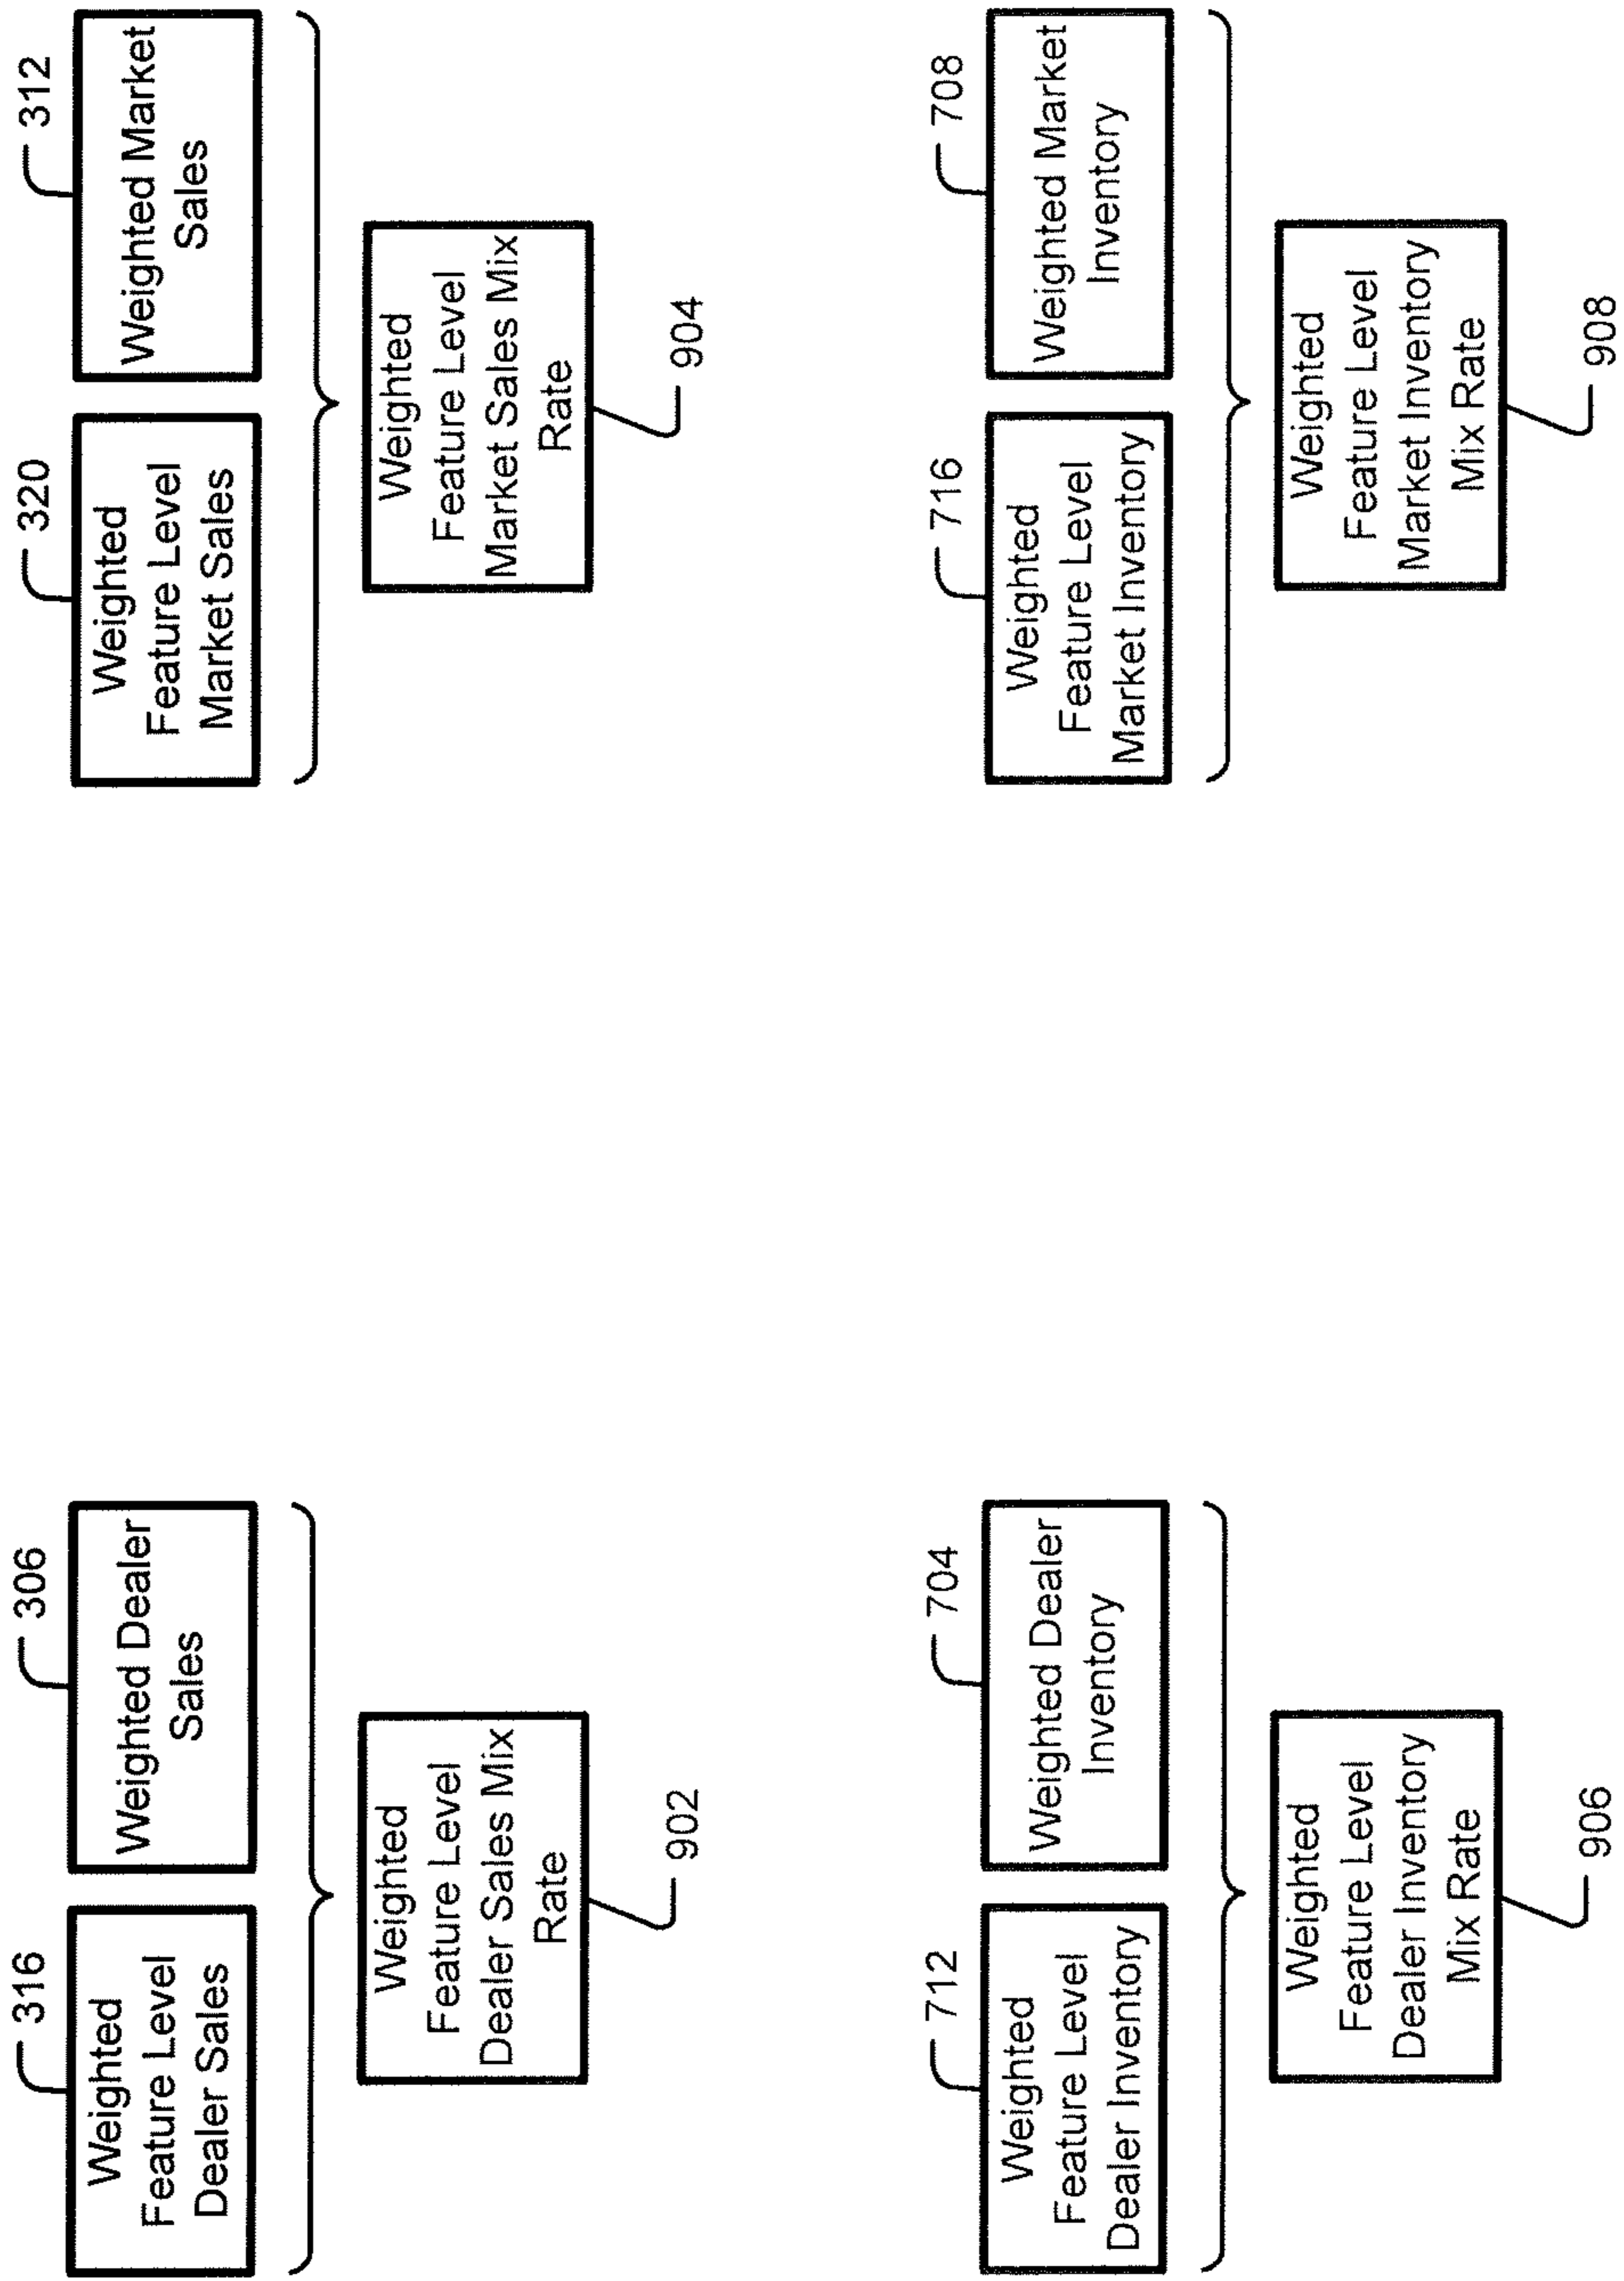 316
Weighted
Feature Level
Dealer Sales
306
Weighted Dealer
Sales
Weighted
Feature Level
Dealer Sales Mix
Rate
902
320
Weighted
Feature Level
Market Sales
312
Weighted Market
Sales
Weighted
Feature Level
Market Sales Mix
Rate
904
712
Weighted
Feature Level
Dealer Inventory
704
Weighted Dealer
Inventory
Weighted
Feature Level
Dealer Inventory
Mix Rate
906
716
Weighted
Feature Level
Market Inventory
708
Weighted Market
Inventory
Weighted
Feature Level
Market Inventory
Mix Rate
908